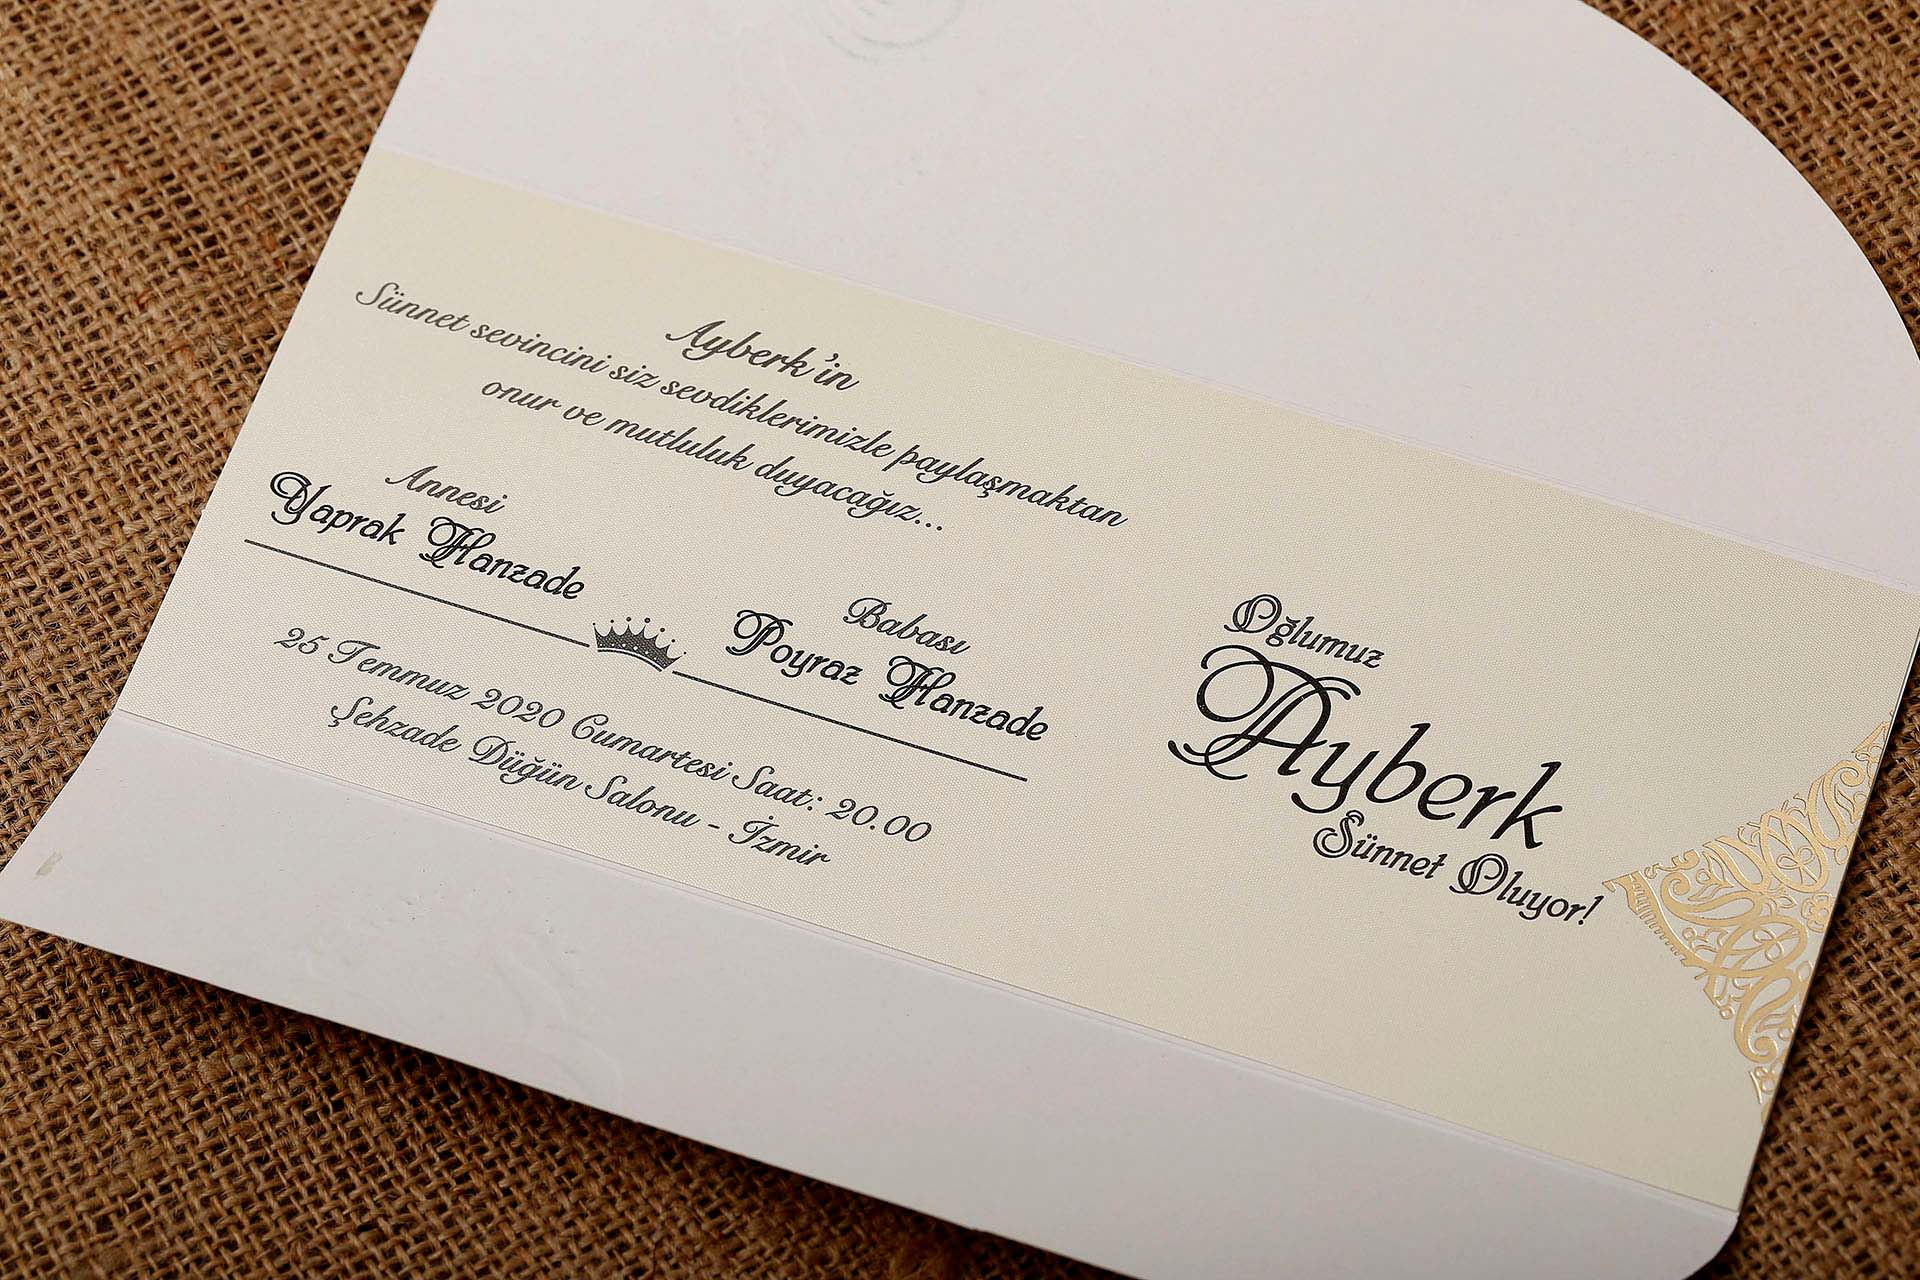 Ayberk'in
Sünnet sevincini siz sevdiklerimizle paylaşmaktan
onur ve mutluluk duyacağız...
Annesi
Yaprak Hanzade
Babası
Poyraz Hanzade
25 Temmuz 2020 Cumartesi Saat: 20.00
Şehzade Düğün Salonu - İzmir
Oğlumuz
Ayberk
Sünnet Oluyor!